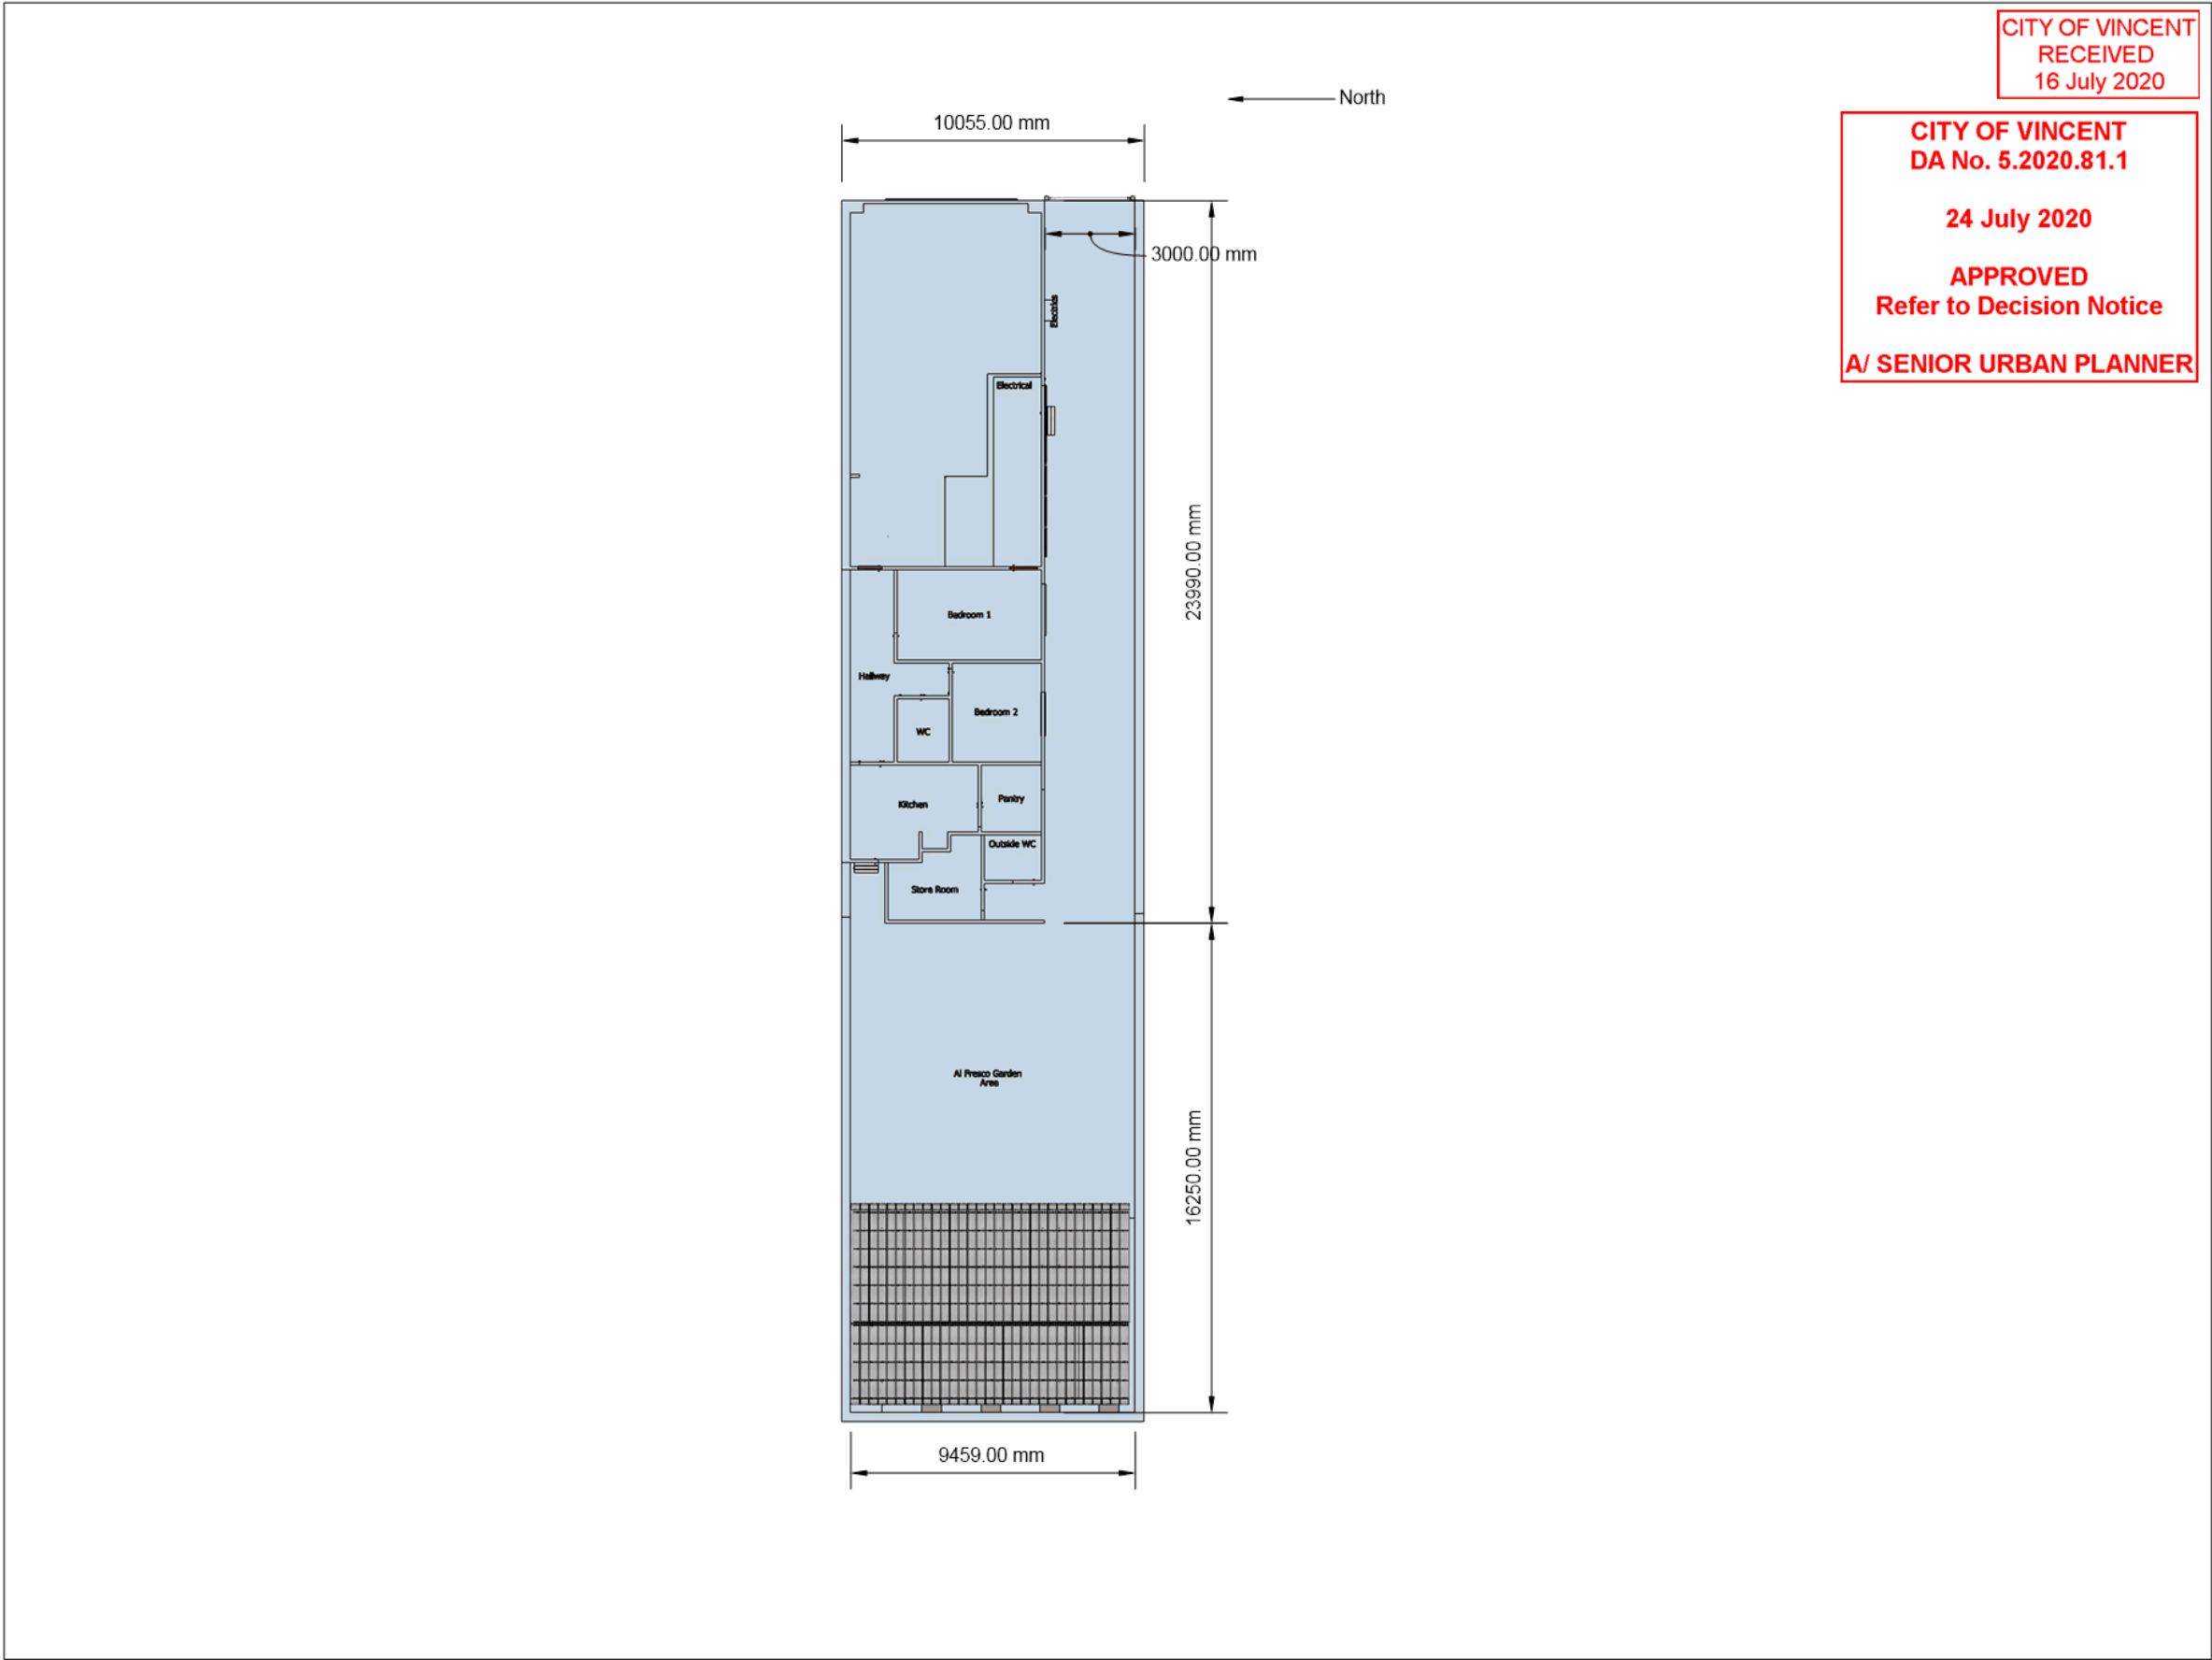 CITY OF VINCENT
RECEIVED
16 July 2020
CITY OF VINCENT
DA No. 5.2020.81.1
24 July 2020
APPROVED
Refer to Decision Notice
A/ SENIOR URBAN PLANNER
North
10055.00 mm
3000.00 mm
Electrics
Electrical
23990.00 mm
Bedroom 1
Hallway
Bedroom 2
WC
Kitchen
Pantry
Outside WC
Store Room
Al Fresco Garden
Area
16250.00 mm
9459.00 mm